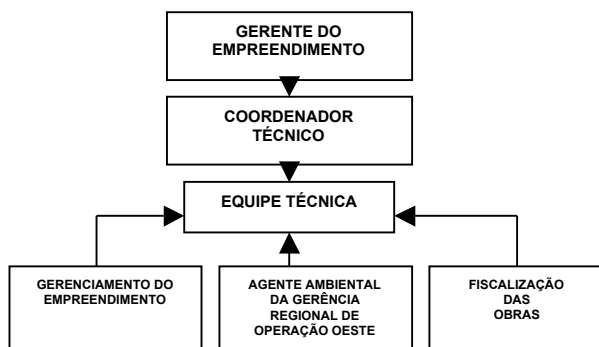 GERENTE DO
EMPREENDIMENTO
COORDENADOR
TÉCNICO
EQUIPE TÉCNICA
GERENCIAMENTO DO
EMPREENDIMENTO
AGENTE AMBIENTAL
DA GERÊNCIA
REGIONAL DE
OPERAÇÃO OESTE
FISCALIZAÇÃO
DAS
OBRAS